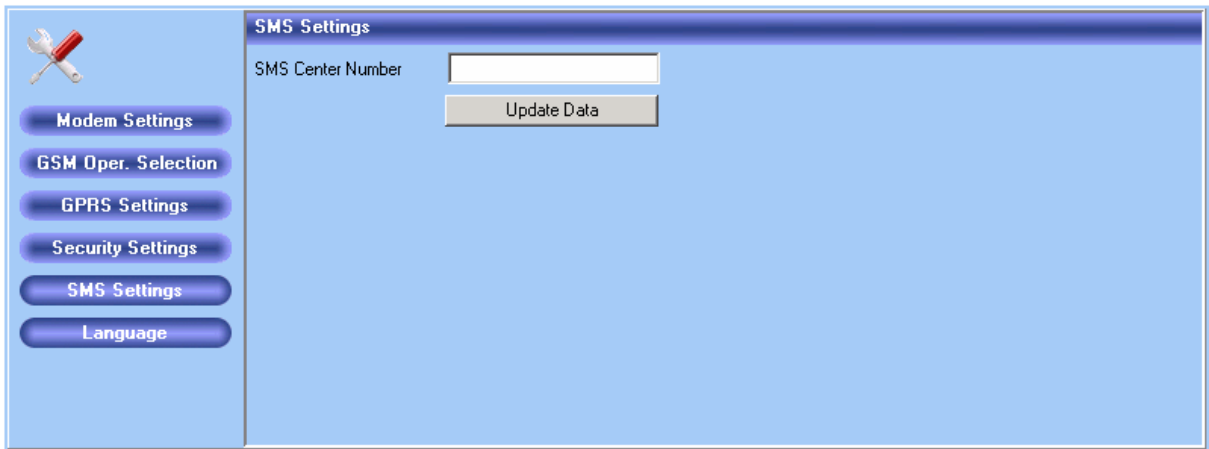 SMS Settings
SMS Center Number
Update Data
Modem Settings
GSM Oper. Selection
GPRS Settings
Security Settings
SMS Settings
Language